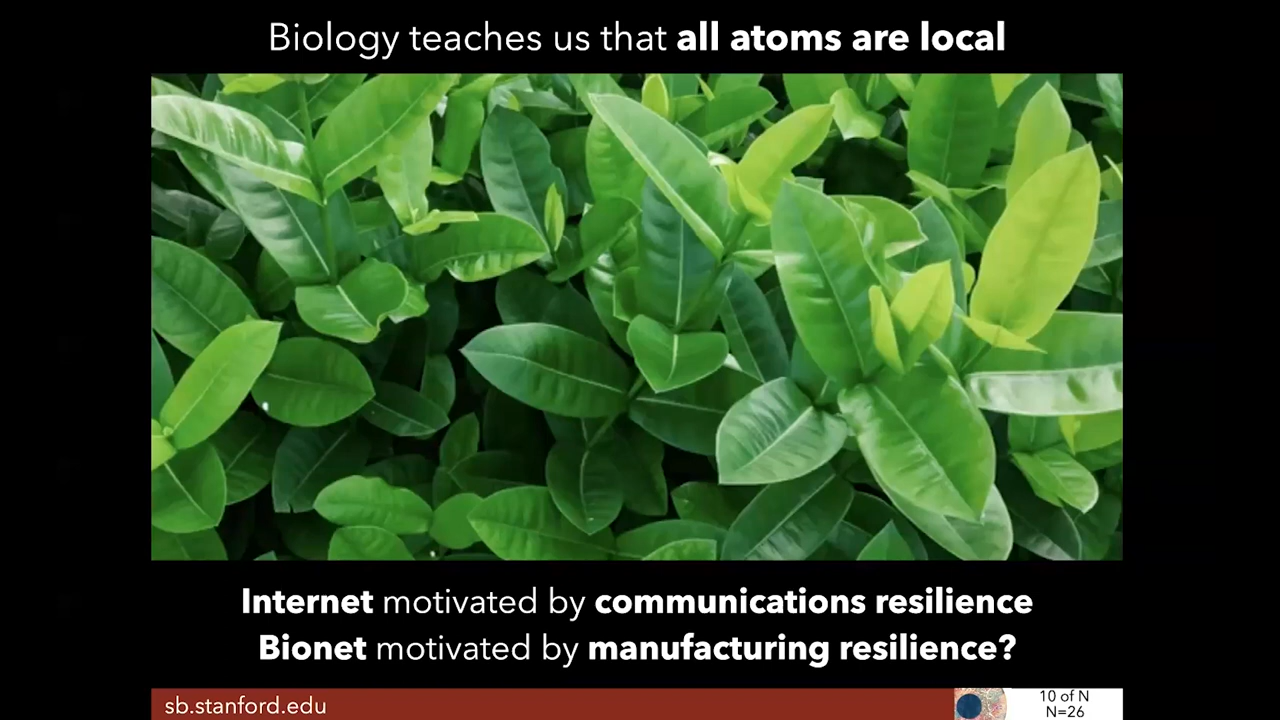 Biology teaches us that all atoms are local
Internet motivated by communications resilience
Bionet motivated by manufacturing resilience?
sb.stanford.edu
10 of N
N=26